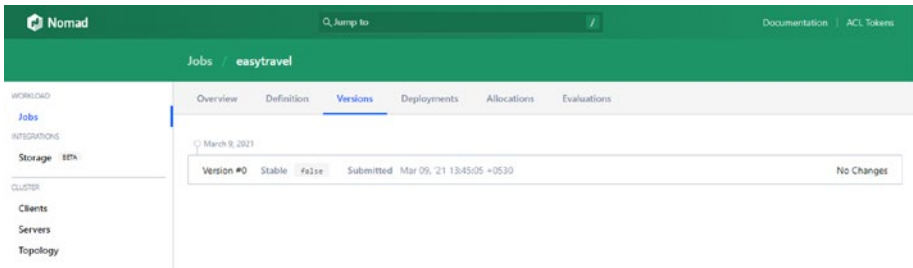 Nomad
Jump to /
Documentation ACL Tokens
Jobs / easytravel
WORKLOAD
Jobs
INTEGRATIONS
Storage BETA
CLUSTER
Clients
Servers
Topology
Overview Definition Versions Deployments Allocations Evaluations
March 9, 2021
Version #0 Stable false Submitted Mar 09, '21 13:45:05 +0530 No Changes